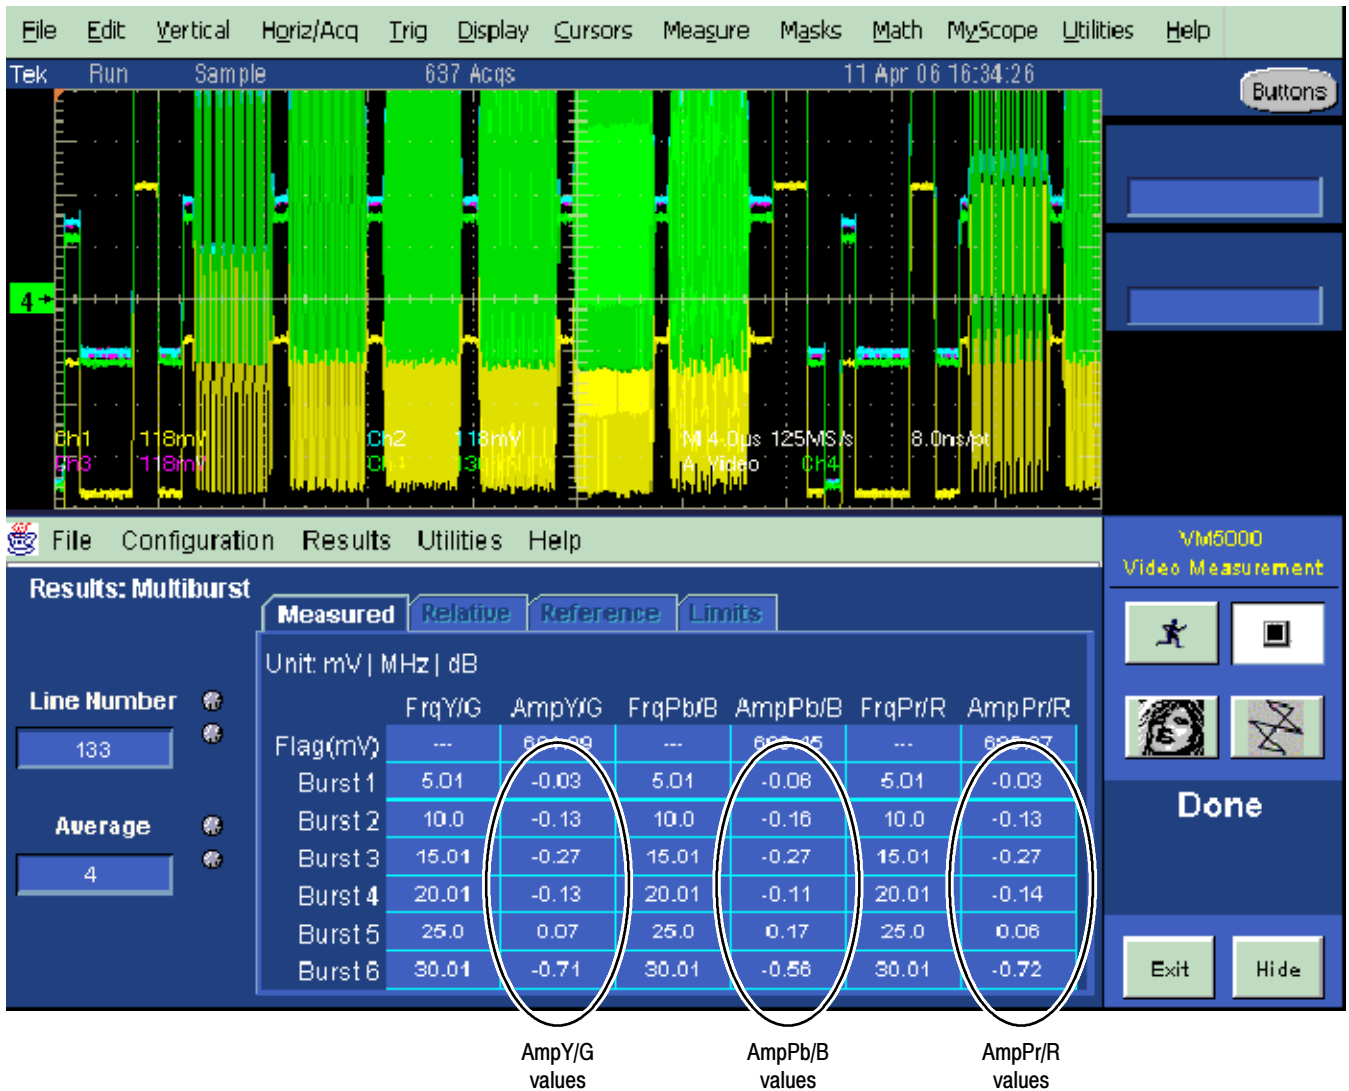 File Edit Vertical Horiz/Acq Trig Display Cursors Measure Masks Math MyScope Utilities Help
Tek Run Sample 637 Acqs 11 Apr 06 16:34:26
Buttons
4
Ch1 118mV Ch2 118mV M 4.0µs 125MS/s 8.0ns/pt
Ch3 118mV Ch4 A Video Ch4
File Configuration Results Utilities Help
VM5000
Video Measurement
Results: Multiburst
Measured Relative Reference Limits
Unit: mV | MHz | dB
Line Number
133
Average
4
FrqY/G AmpY/G FrqPb/B AmpPb/B FrqPr/R AmpPr/R
Flag(mV) --- --- ---
Burst 1 5.01 -0.03 5.01 -0.06 5.01 -0.03
Burst 2 10.0 -0.13 10.0 -0.16 10.0 -0.13
Burst 3 15.01 -0.27 15.01 -0.27 15.01 -0.27
Burst 4 20.01 -0.13 20.01 -0.11 20.01 -0.14
Burst 5 25.0 0.07 25.0 0.17 25.0 0.06
Burst 6 30.01 -0.71 30.01 -0.56 30.01 -0.72
Done
Exit Hide
AmpY/G
values
AmpPb/B
values
AmpPr/R
values